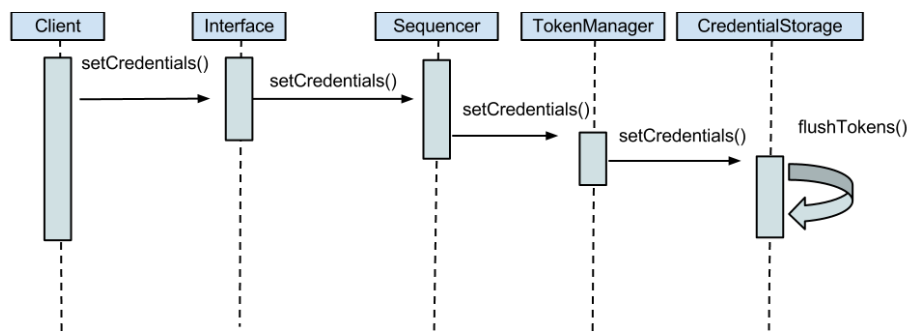 Client
Interface
Sequencer
TokenManager
CredentialStorage
setCredentials()
setCredentials()
setCredentials()
setCredentials()
flushTokens()